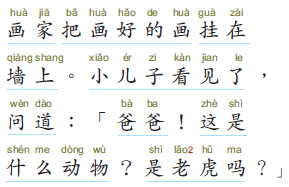 huà jiā bǎ huà hǎo de huà guà zài
画家把画好的画挂在
qiáng shang xiǎo ér zi kàn jian le
墙上。小儿子看见了，
wèn dào bà ba zhè shì
问道：「爸爸！这是
shén me dòng wù shì lǎo2 hǔ ma
什么动物？是老虎吗？」